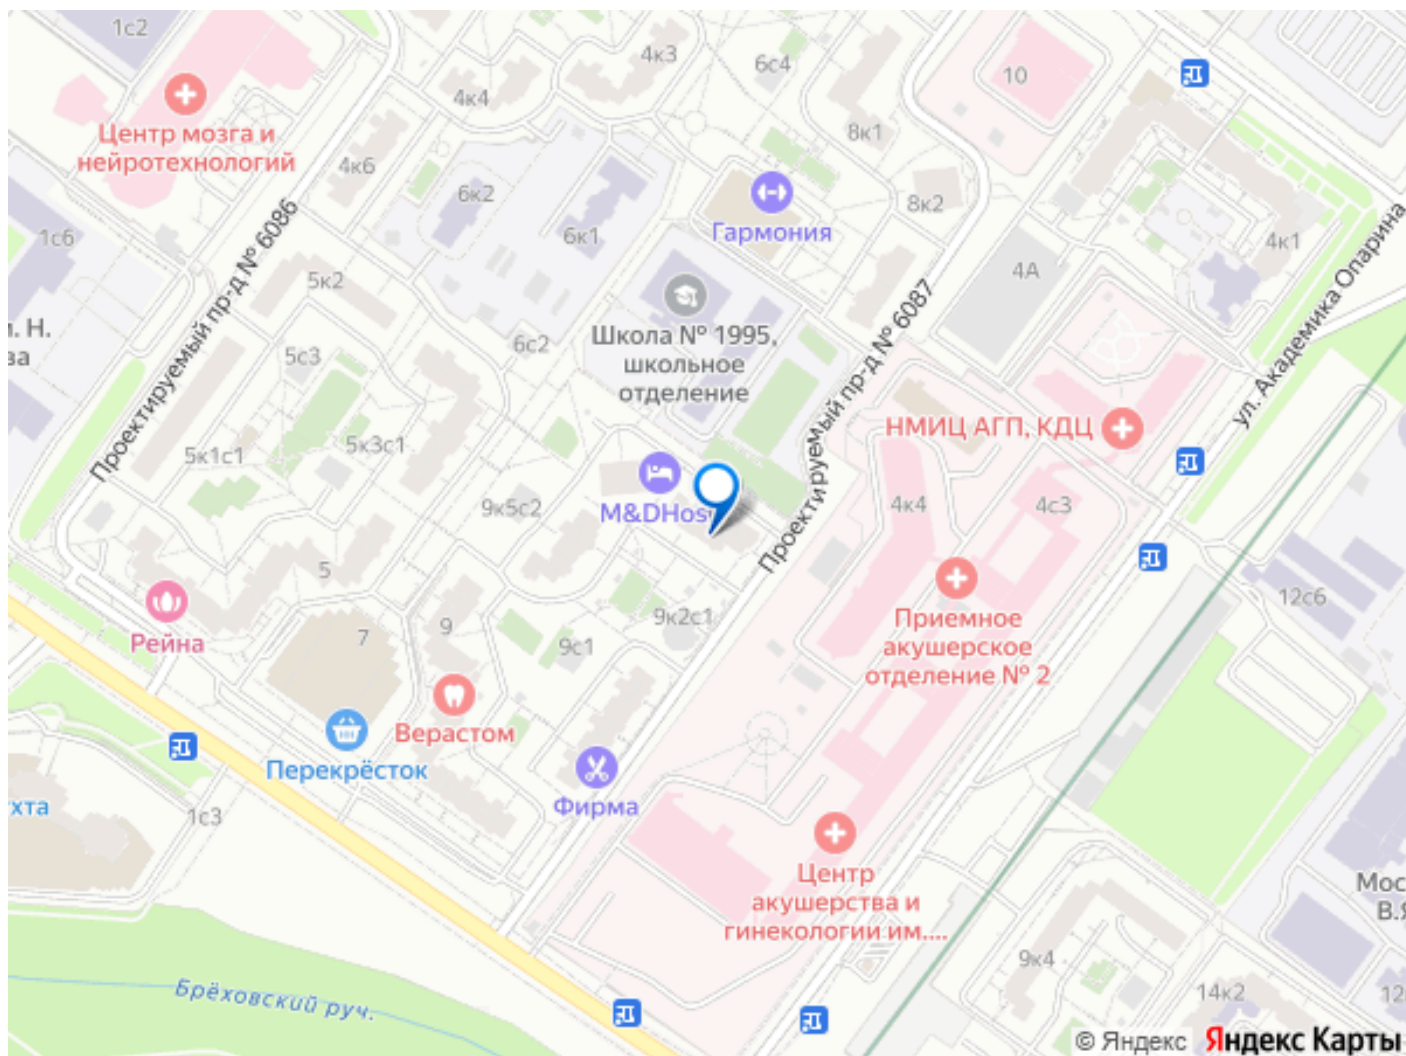 1с2
4к3
6с4
10
4к4
8к1
Центр мозга и
нейротехнологий
4к6
6к2
8к2
Гармония
6к1
1с6
4к1
4А
5к2
Проектируемый пр-д № 6086
Проектируемый пр-д № 6087
ул. Академика Опарина
Школа № 1995,
школьное
отделение
6с2
5с3
НМИЦ АГП, КДЦ
5к1с1
5к3с1
9к5с2
M&DHos
4к4
4с3
5
12с6
Приемное
акушерское
отделение № 2
Рейна
7
9
9к2с1
9с1
Верастом
Перекрёсток
Фирма
хта
1с3
Центр
акушерства и
гинекологии им....
Мос
В.Я
9к4
14к2
12
Брёховский руч.
© Яндекс Яндекс Карты